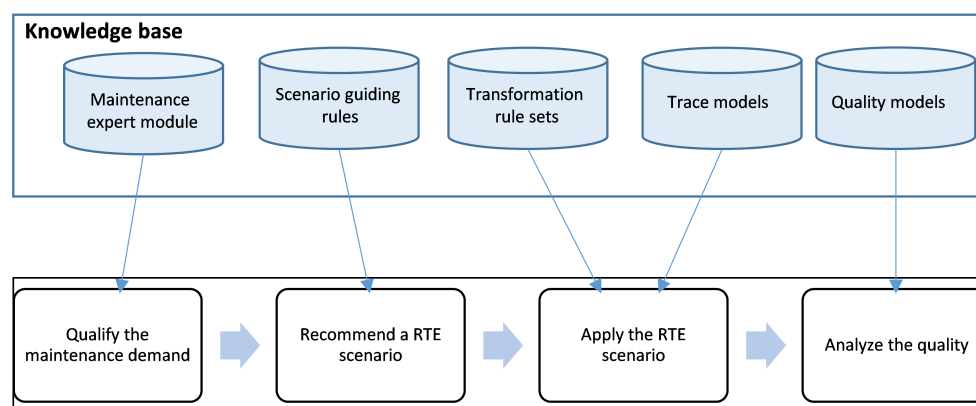 Knowledge base
Maintenance
expert module
Scenario guiding
rules
Transformation
rule sets
Trace models
Quality models
Qualify the
maintenance demand
Recommend a RTE
scenario
Apply the RTE
scenario
Analyze the quality